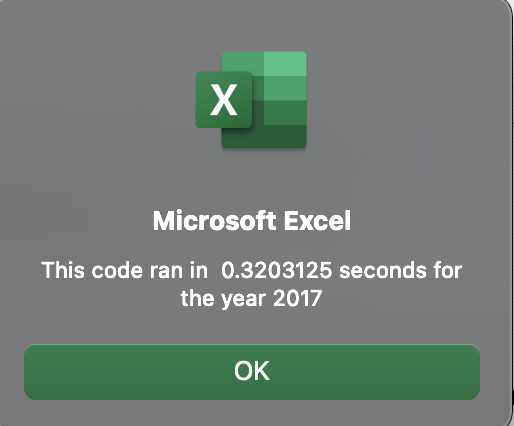 X
Microsoft Excel
This code ran in  0.3203125 seconds for
the year 2017
OK